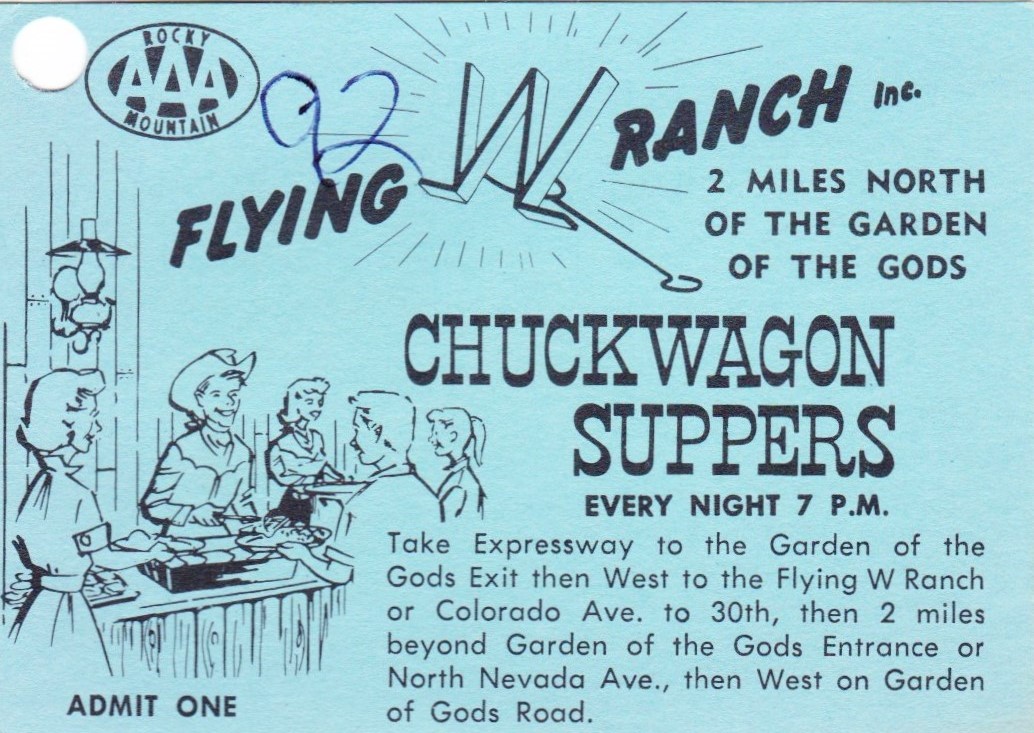 ROCKY
AAA
MOUNTAIN
92
FLYING W RANCH Inc.
2 MILES NORTH
OF THE GARDEN
OF THE GODS
CHUCKWAGON
SUPPERS
EVERY NIGHT 7 P.M.
Take Expressway to the Garden of the
Gods Exit then West to the Flying W Ranch
or Colorado Ave. to 30th, then 2 miles
beyond Garden of the Gods Entrance or
North Nevada Ave., then West on Garden
of Gods Road.
ADMIT ONE